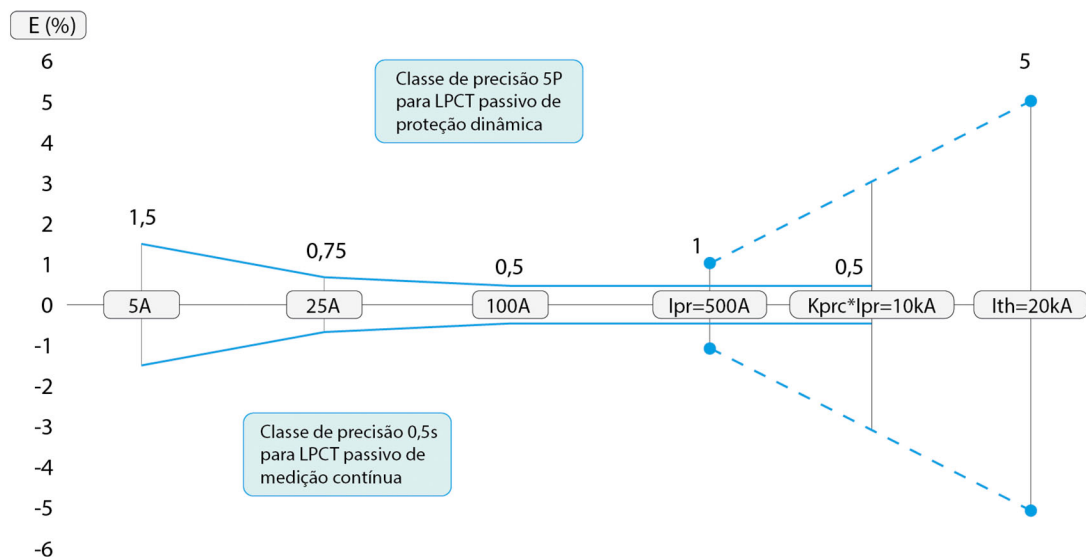 E (%)
6
5
4
3
2
1
0
-1
-2
-3
-4
-5
-6
Classe de precisão 5P
para LPCT passivo de
proteção dinâmica
1,5
0,75
0,5
1
0,5
5
5A
25A
100A
Ipr=500A
Kprc*Ipr=10kA
Ith=20kA
Classe de precisão 0,5s
para LPCT passivo de
medição contínua